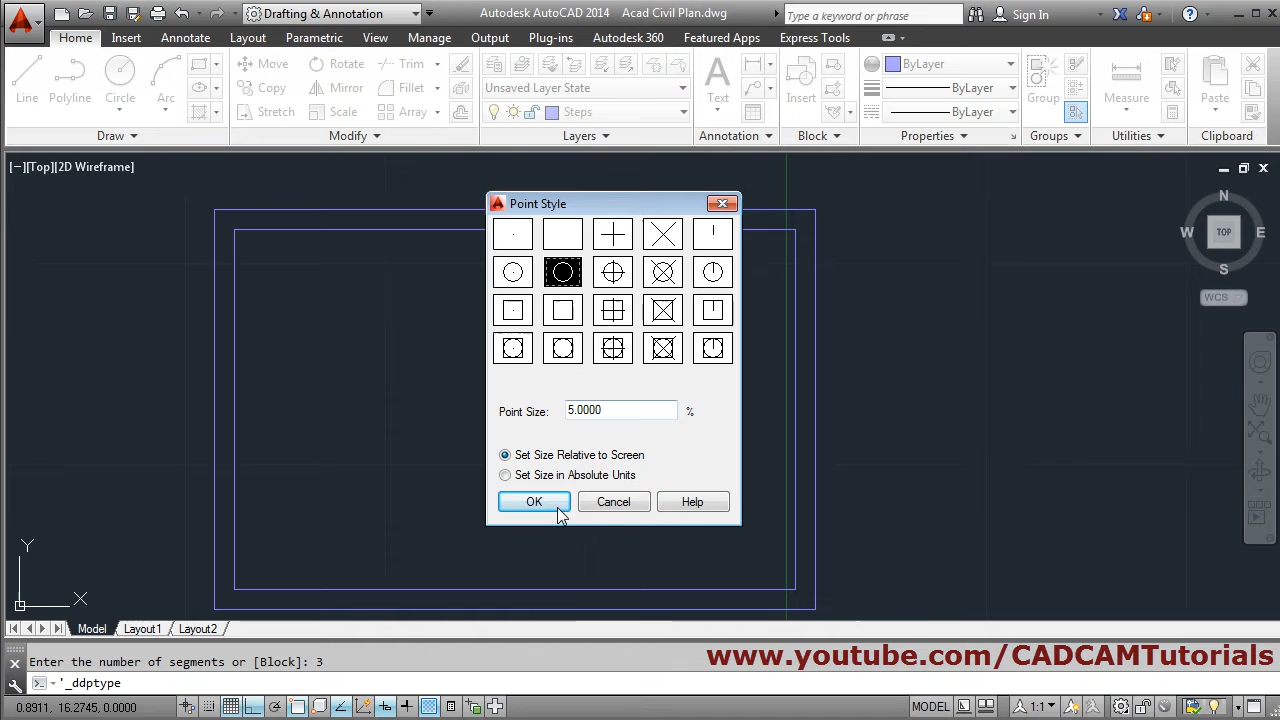 Drafting & Annotation
Autodesk AutoCAD 2014 Acad Civil Plan.dwg
Type a keyword or phrase
Sign In
Home Insert Annotate Layout Parametric View Manage Output Plug-ins Autodesk 360 Featured Apps Express Tools
Line Polyline Circle Arc
Move Rotate Trim
Copy Mirror Fillet
Stretch Scale Array
Unsaved Layer State
Steps
Text
Insert
ByLayer
ByLayer
ByLayer
Group
Measure
Paste
Draw Modify Layers Annotation Block Properties Groups Utilities Clipboard
[−][Top][2D Wireframe]
N
W TOP E
S
WCS
Point Style
Point Size: 5.0000 %
Set Size Relative to Screen
Set Size in Absolute Units
OK Cancel Help
Y
X
Model Layout1 Layout2
Enter the number of segments or [Block]: 3
'_ddptype
www.youtube.com/CADCAMTutorials
0.8911, 16.2745, 0.0000
MODEL
1:1